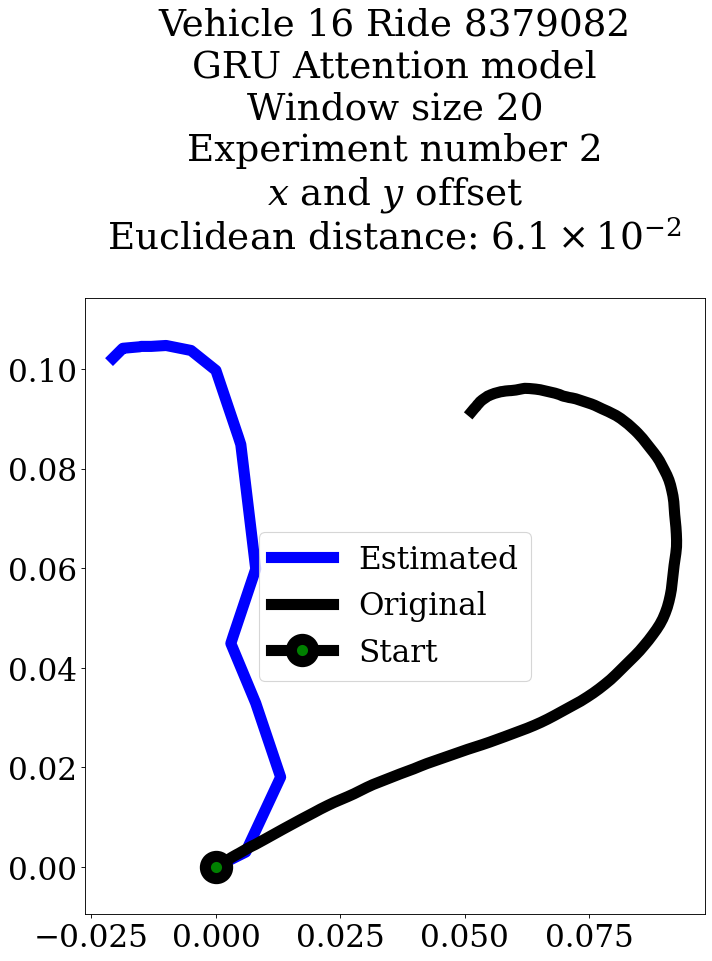 Vehicle 16 Ride 8379082
GRU Attention model
Window size 20
Experiment number 2
x and y offset
Euclidean distance: 6.1 × 10⁻²
0.10
0.08
0.06
0.04
0.02
0.00
Estimated
Original
Start
−0.025 0.000 0.025 0.050 0.075